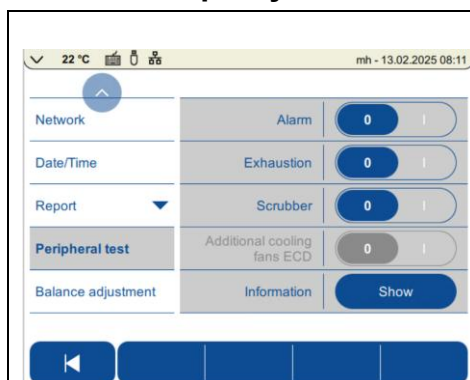 22 °C mh - 13.02.2025 08:11
Network Alarm 0 I
Date/Time Exhaustion 0 I
Report Scrubber 0 I
Peripheral test Additional cooling fans ECD 0 I
Balance adjustment Information Show